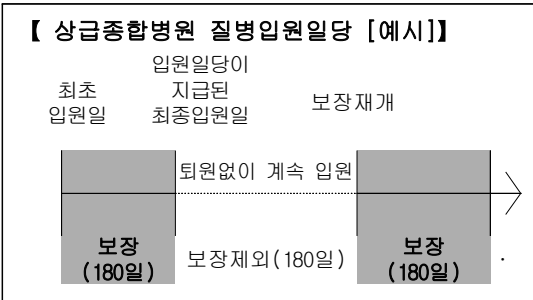 【 상급종합병원 질병입원일당 [예시]】
최초
입원일
입원일당이
지급된
최종입원일
보장재개
퇴원없이 계속 입원
보장
(180일)
보장제외(180일)
보장
(180일)
.